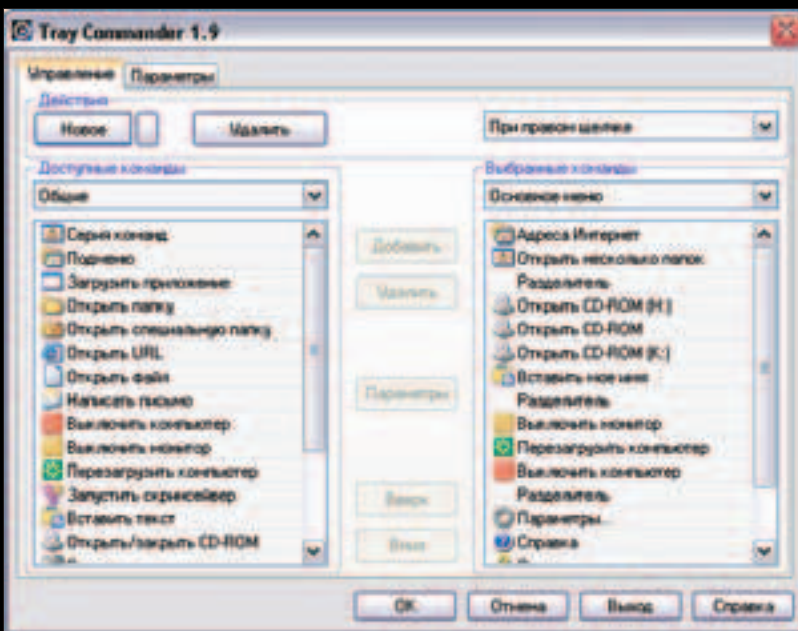 Tray Commander 1.9
Управление Параметры
Действия
Новое Удалить При правом щелчке
Доступные команды
Общие
Серия команд
Подменю
Загрузить приложение
Открыть папку
Открыть специальную папку
Открыть URL
Открыть файл
Написать письмо
Выключить компьютер
Выключить монитор
Перезагрузить компьютер
Запустить скринсейвер
Вставить текст
Открыть/закрыть CD-ROM
Добавить
Удалить
Параметры
Вверх
Вниз
Выбранные команды
Основное меню
Адреса Интернет
Открыть несколько папок
Разделитель
Открыть CD-ROM (H:)
Открыть CD-ROM
Открыть CD-ROM (K:)
Вставить мое имя
Разделитель
Выключить монитор
Перезагрузить компьютер
Выключить компьютер
Разделитель
Параметры...
Справка
OK Отмена Выход Справка